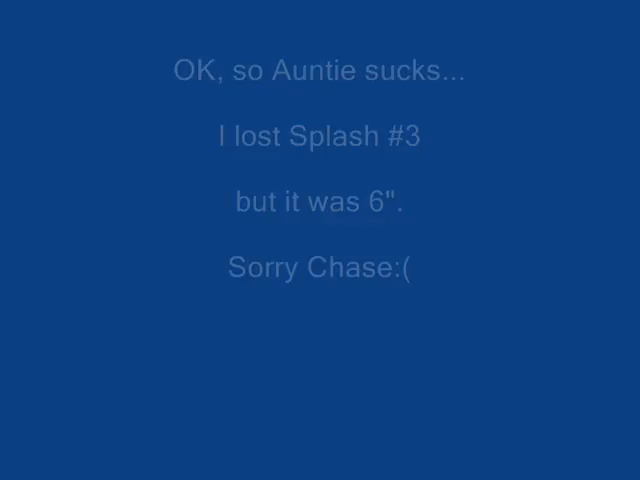 OK, so Auntie sucks...
I lost Splash #3
but it was 6".
Sorry Chase:(